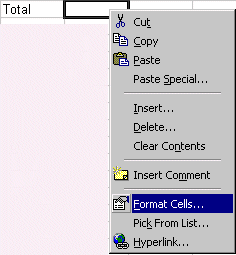 Total
Cut
Copy
Paste
Paste Special...
Insert...
Delete...
Clear Contents
Insert Comment
Format Cells...
Pick From List...
Hyperlink...